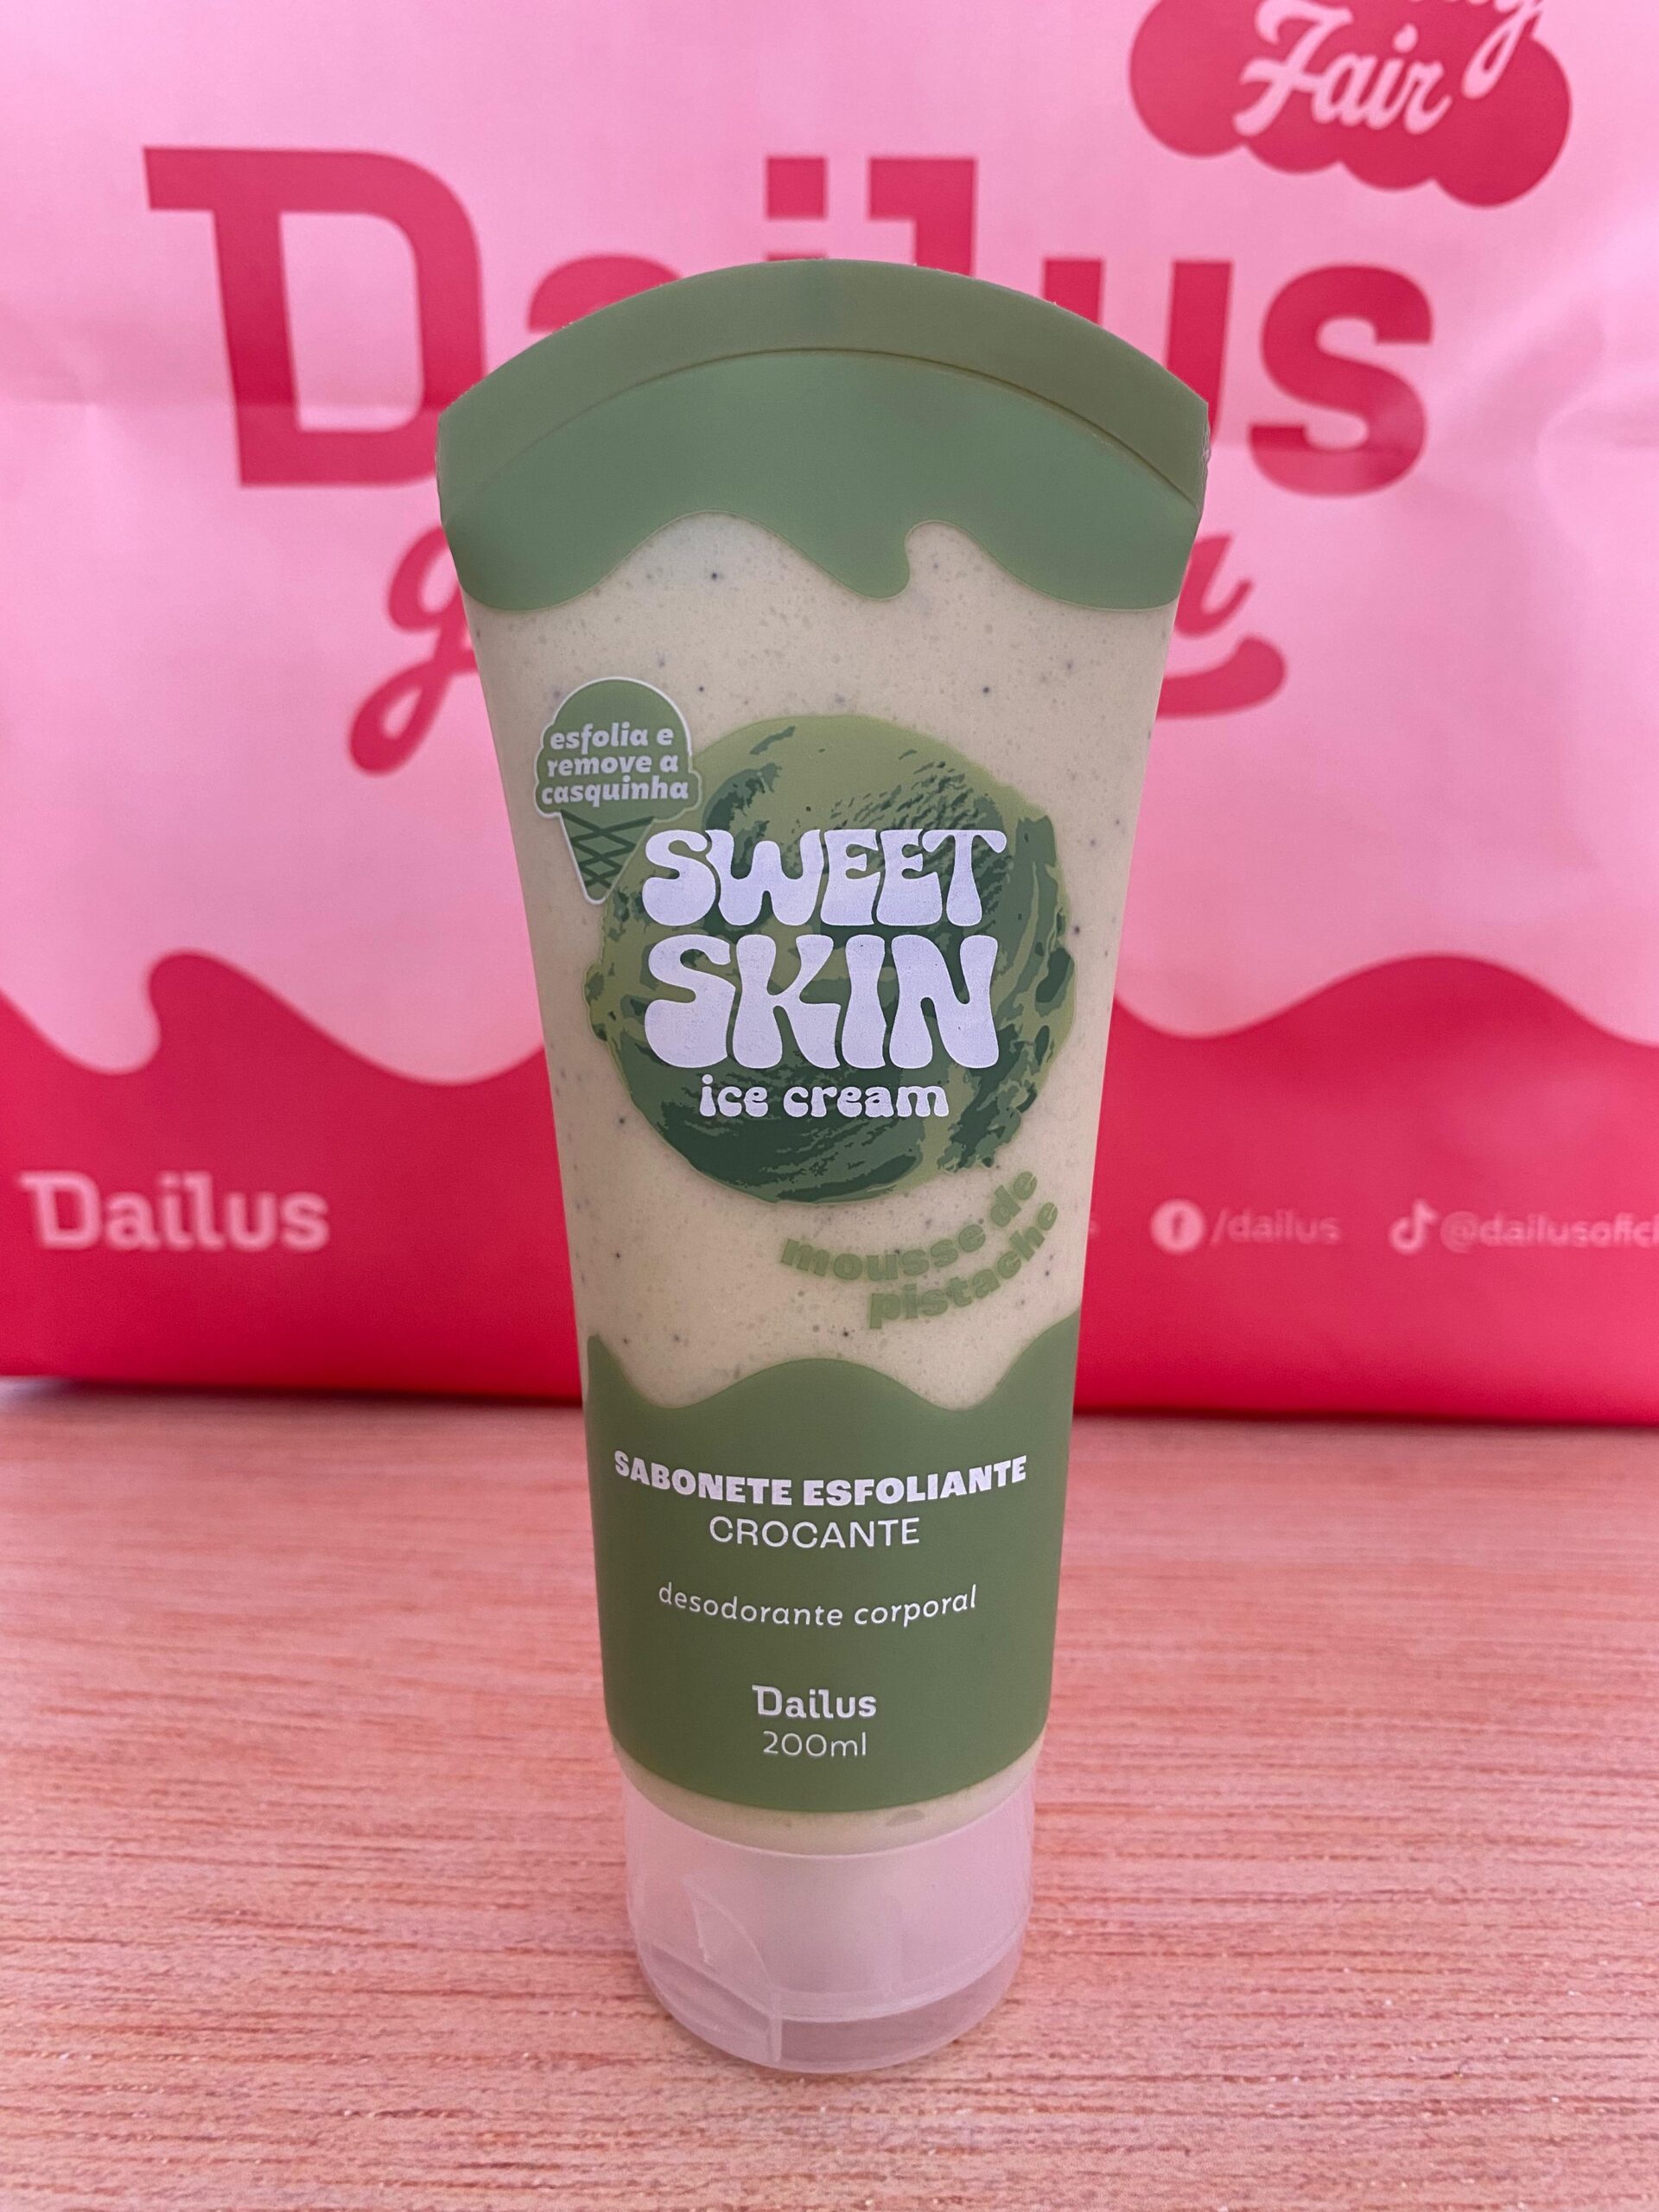 Fair
Dailus
esfolia e
remove a
casquinha
SWEET
SKIN
ice cream
mousse de
pistache
Dailus
/dailus
SABONETE ESFOLIANTE
CROCANTE
desodorante corporal
Dailus
200ml